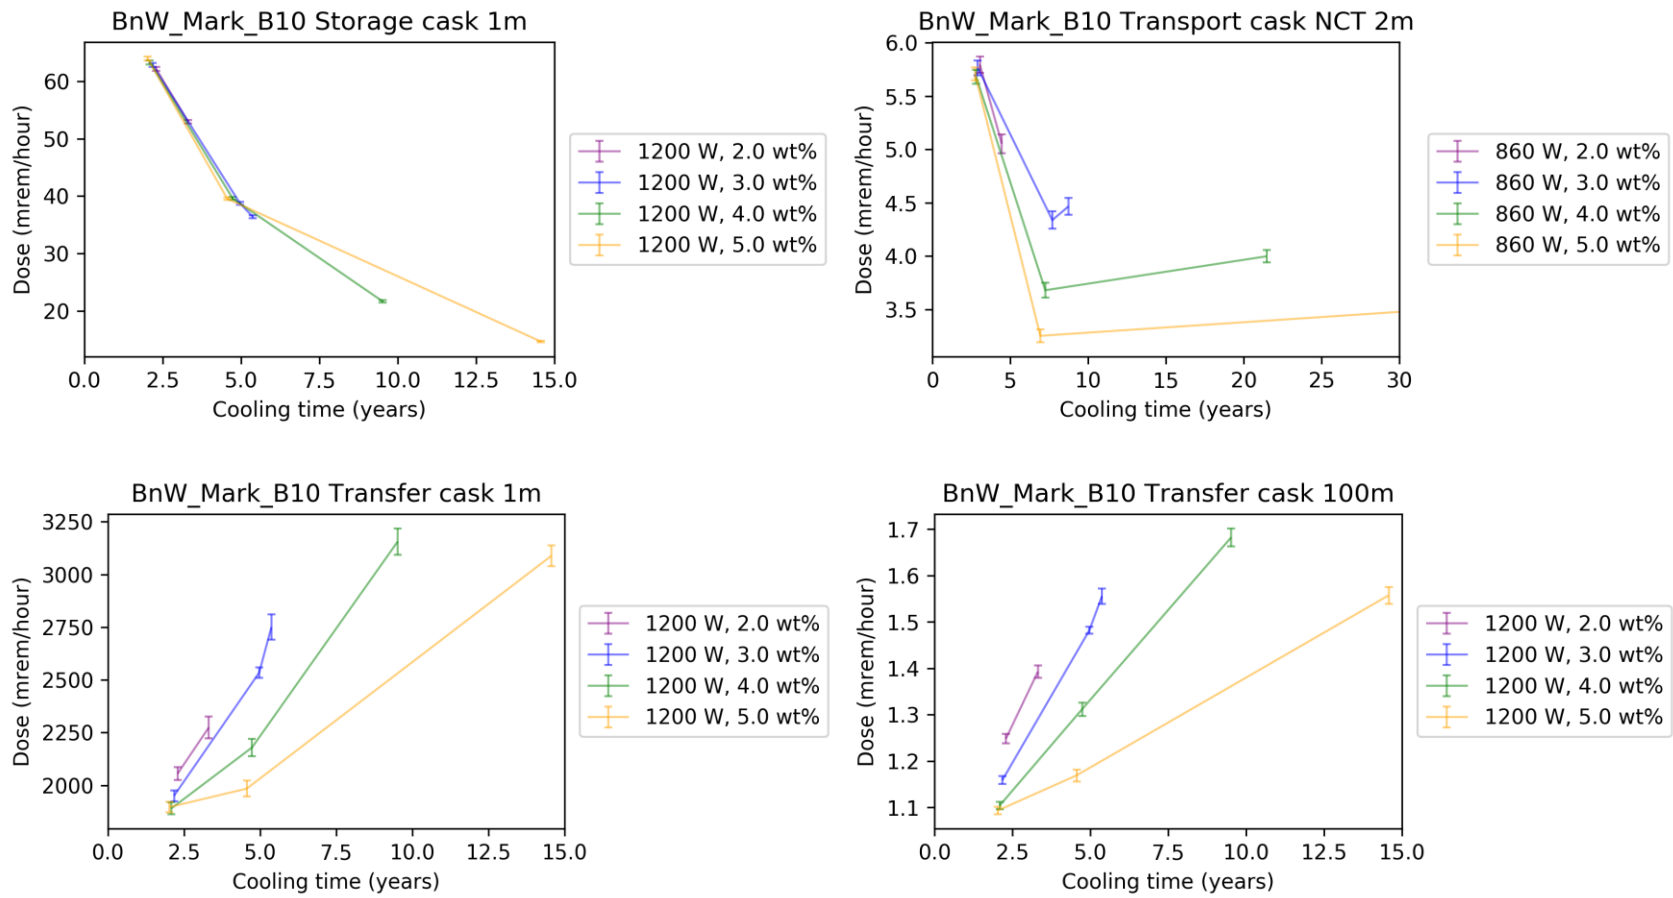 BnW_Mark_B10 Storage cask 1m
Dose (mrem/hour)
60
50
40
30
20
0.0 2.5 5.0 7.5 10.0 12.5 15.0
Cooling time (years)
1200 W, 2.0 wt%
1200 W, 3.0 wt%
1200 W, 4.0 wt%
1200 W, 5.0 wt%
BnW_Mark_B10 Transport cask NCT 2m
Dose (mrem/hour)
6.0
5.5
5.0
4.5
4.0
3.5
0 5 10 15 20 25 30
Cooling time (years)
860 W, 2.0 wt%
860 W, 3.0 wt%
860 W, 4.0 wt%
860 W, 5.0 wt%
BnW_Mark_B10 Transfer cask 1m
Dose (mrem/hour)
3250
3000
2750
2500
2250
2000
0.0 2.5 5.0 7.5 10.0 12.5 15.0
Cooling time (years)
1200 W, 2.0 wt%
1200 W, 3.0 wt%
1200 W, 4.0 wt%
1200 W, 5.0 wt%
BnW_Mark_B10 Transfer cask 100m
Dose (mrem/hour)
1.7
1.6
1.5
1.4
1.3
1.2
1.1
0.0 2.5 5.0 7.5 10.0 12.5 15.0
Cooling time (years)
1200 W, 2.0 wt%
1200 W, 3.0 wt%
1200 W, 4.0 wt%
1200 W, 5.0 wt%